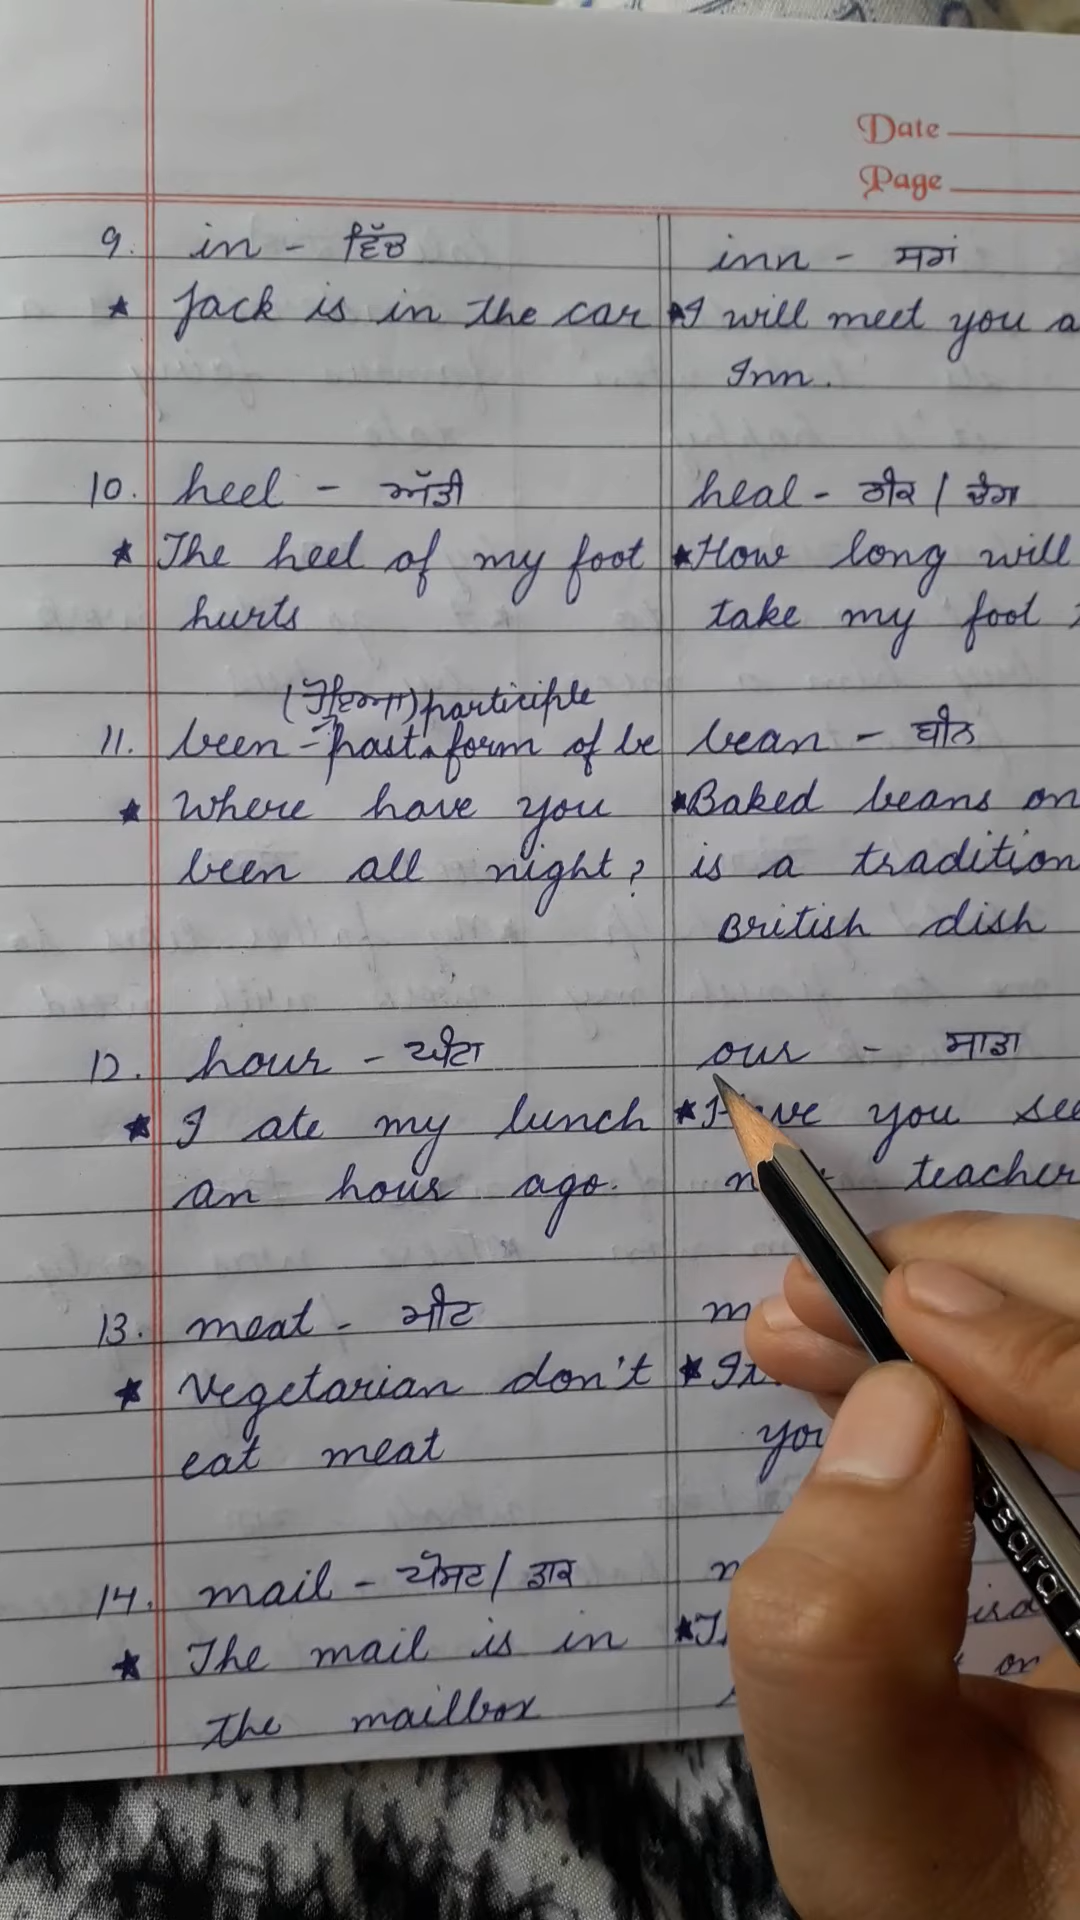 Date
Page
9. in - ਵਿੱਚ
inn - ਸਰਾਂ
★ Jack is in the car
★ I will meet you a
Inn.
10. heel - ਅੱਡੀ
heal - ਠੀਕ /
★ The heel of my foot
hurts
★ How long will
take my foot
participle
11. been - past form of be
bean - ਬੀਨ
★ Where have you
been all night?
★ Baked beans on
is a tradition
British dish
12. hour - ਘੰਟਾ
our - ਸਾਡਾ
★ I ate my lunch
an hour ago.
★ you see
teacher
13. meat - ਮੀਟ
m
★ Vegetarian don't
eat meat
★
you
14. mail - ਪੋਸਟ / ਡਾਕ
★ The mail is in
the mailbox
★
on